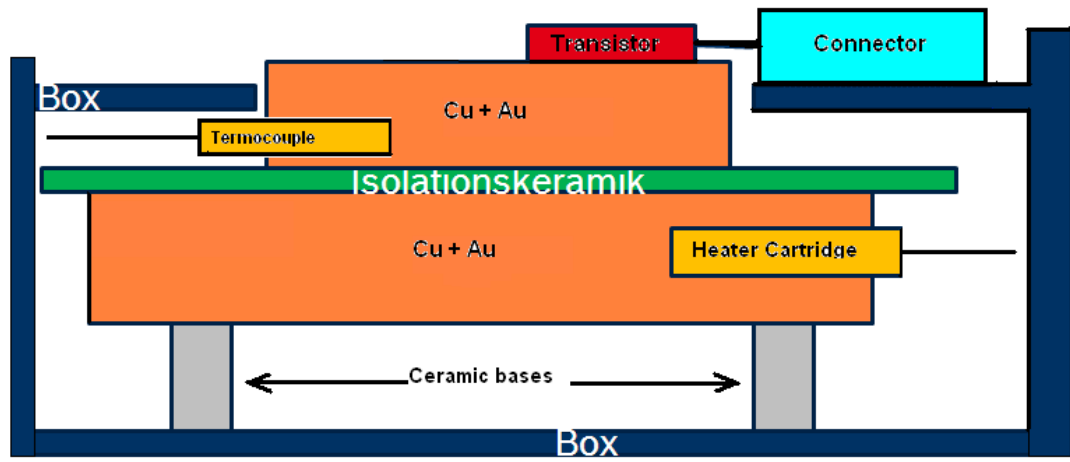 Transistor
Connector
Box
Cu + Au
Termocouple
Isolationskeramik
Cu + Au
Heater Cartridge
Ceramic bases
Box